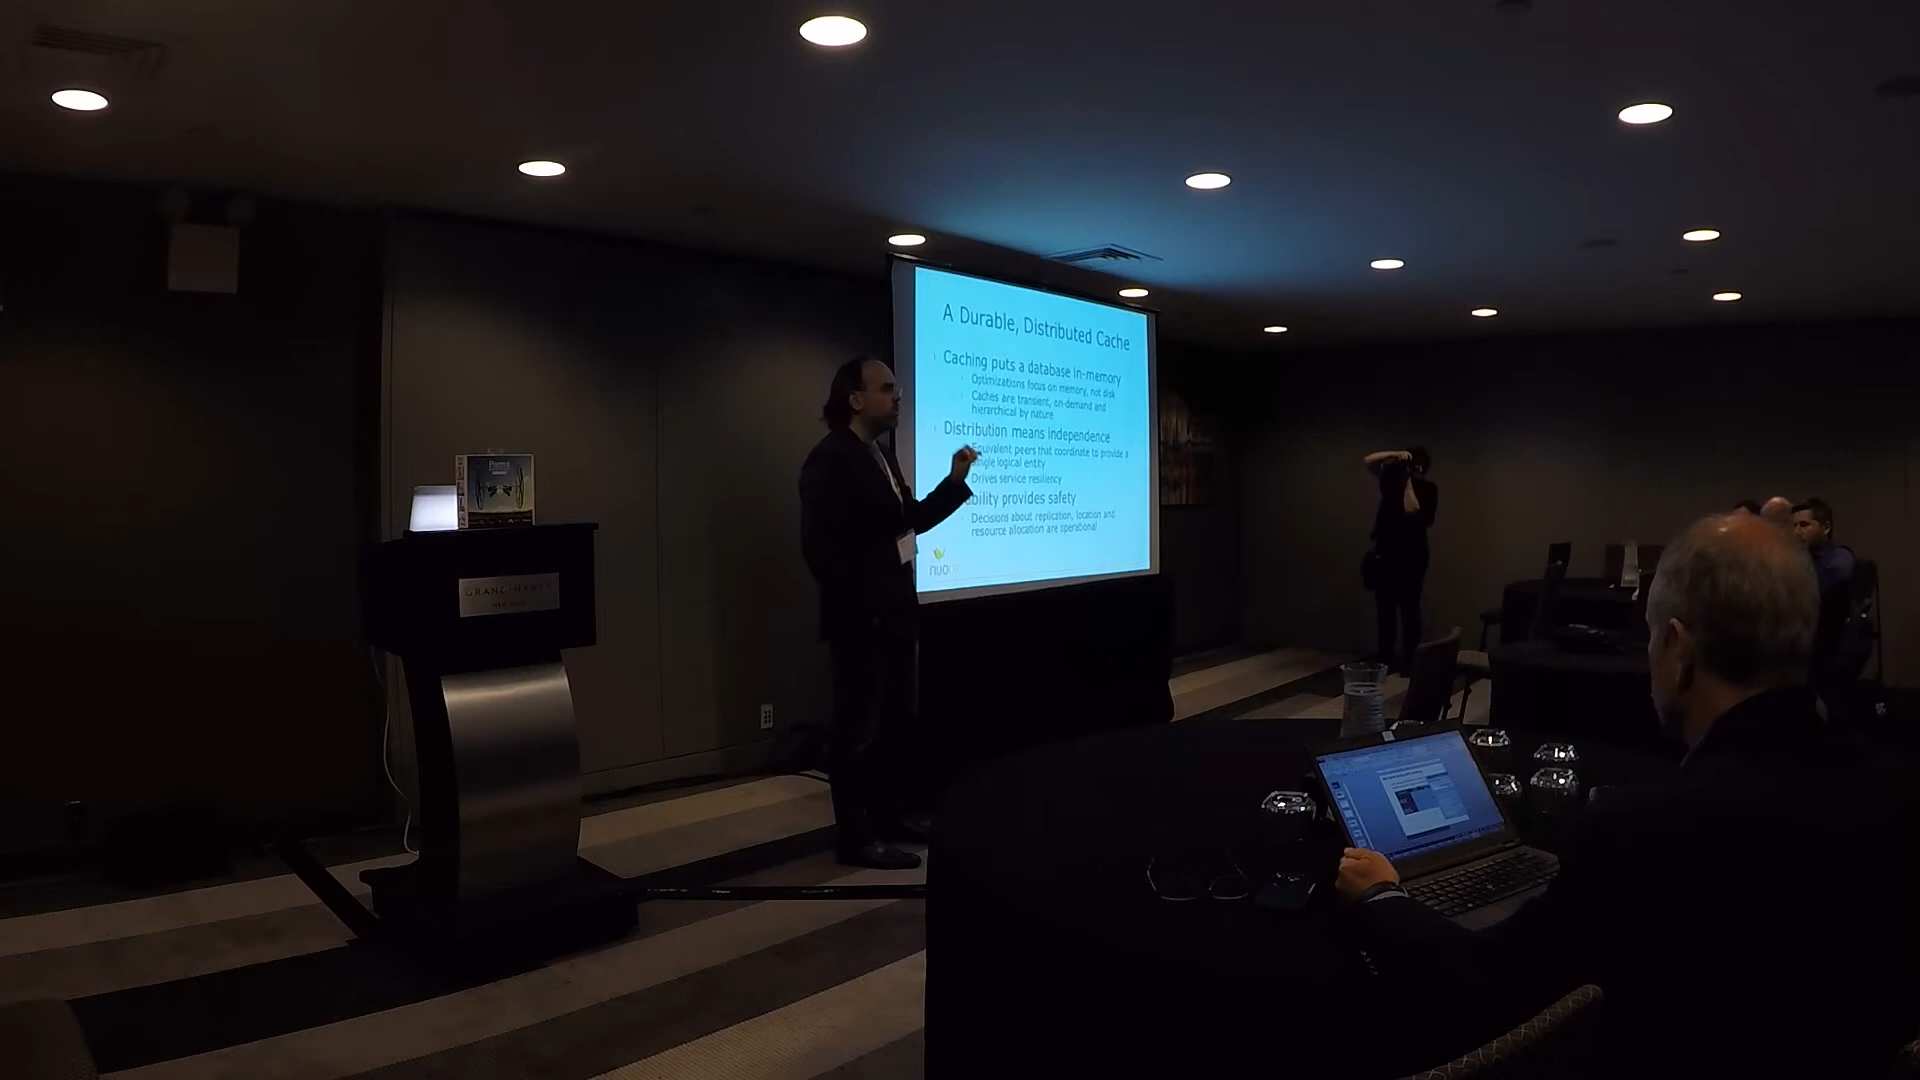 A Durable, Distributed Cache
Caching puts a database in-memory
Optimizations focus on memory, not disk
Caches are transient, on-demand and
hierarchical by nature
Distribution means independence
Equivalent peers that coordinate to provide a
single logical entity
Drives service resiliency
provides safety
Decisions about replication, location and
resource allocation are operational
GRAND HYATT